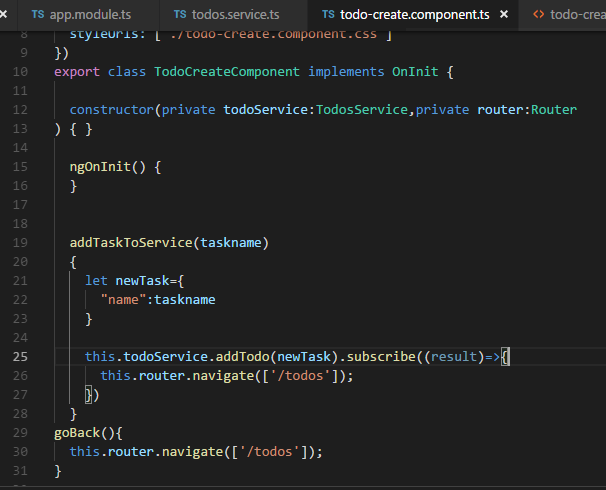 × TS app.module.ts TS todos.service.ts TS todo-create.component.ts × <> todo-crea
8 styleUrls: [ './todo-create.component.css' ]
9 })
10 export class TodoCreateComponent implements OnInit {
11
12 constructor(private todoService:TodosService,private router:Router
13 ) { }
14
15 ngOnInit() {
16 }
17
18
19 addTaskToService(taskname)
20 {
21 let newTask={
22 "name":taskname
23 }
24
25 this.todoService.addTodo(newTask).subscribe((result)=>{
26 this.router.navigate(['/todos']);
27 })
28 }
29 goBack(){
30 this.router.navigate(['/todos']);
31 }